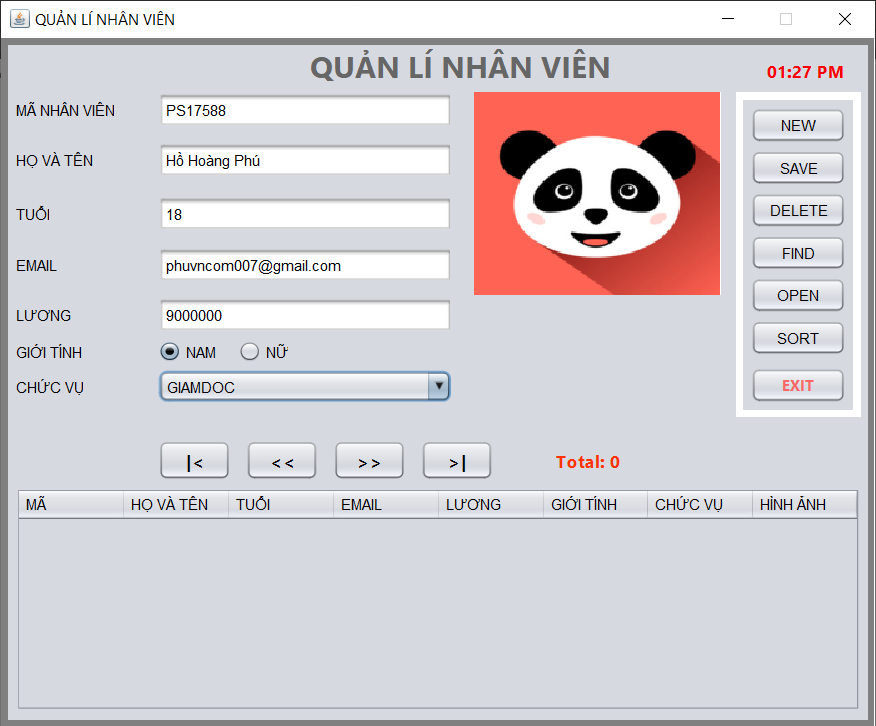 QUẢN LÍ NHÂN VIÊN
QUẢN LÍ NHÂN VIÊN
01:27 PM
MÃ NHÂN VIÊN PS17588
HỌ VÀ TÊN Hồ Hoàng Phú
TUỔI 18
EMAIL phuvncom007@gmail.com
LƯƠNG 9000000
GIỚI TÍNH NAM NỮ
CHỨC VỤ GIAMDOC
NEW
SAVE
DELETE
FIND
OPEN
SORT
EXIT
|< << >> >| Total: 0
MÃ HỌ VÀ TÊN TUỔI EMAIL LƯƠNG GIỚI TÍNH CHỨC VỤ HÌNH ẢNH